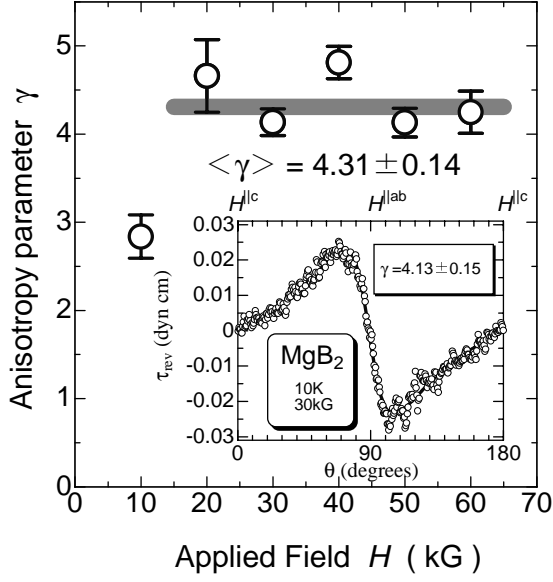 5
4
3
2
1
0
Anisotropy parameter γ
<γ> = 4.31±0.14
H||c
H||ab
H||c
0.03
0.02
0.01
0
-0.01
-0.02
-0.03
τrev (dyn cm)
γ=4.13±0.15
MgB2
10K
30kG
0 90 180
θ (degrees)
0 10 20 30 40 50 60 70
Applied Field H ( kG )